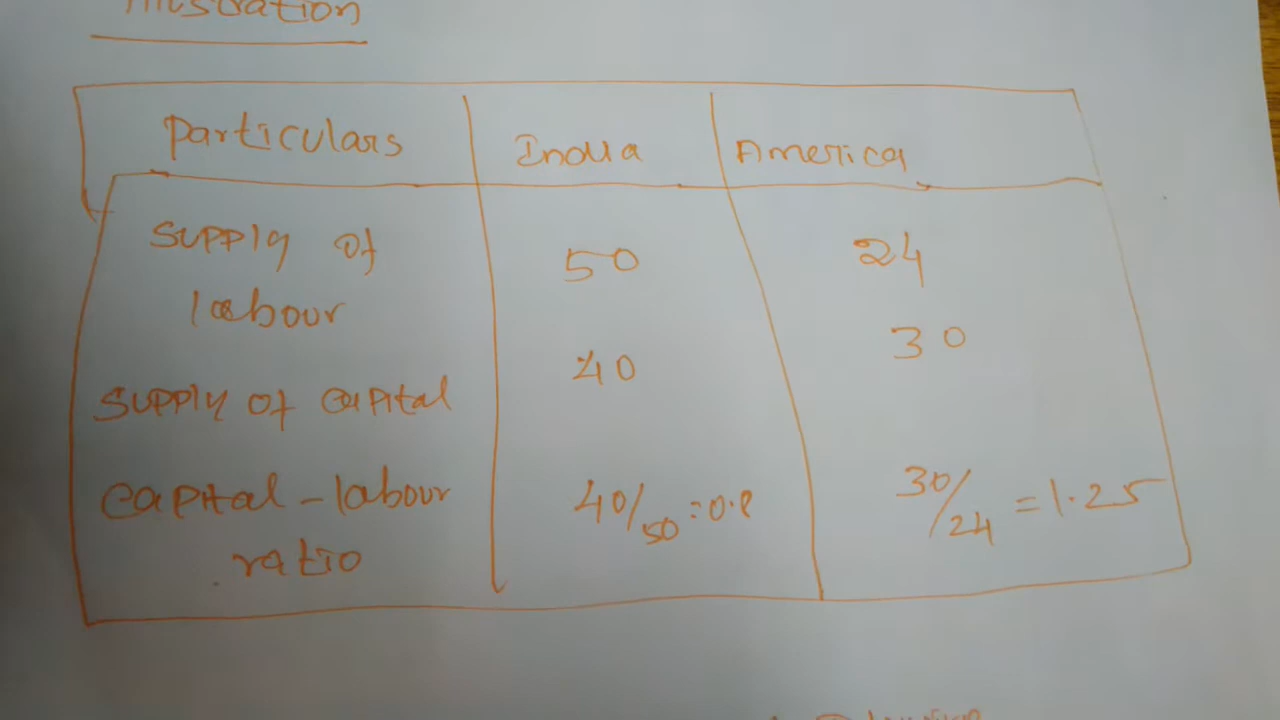 Illustration
Particulars India America
Supply of labour 50 24
Supply of capital 40 30
Capital-labour ratio 40/50 = 0.8 30/24 = 1.25